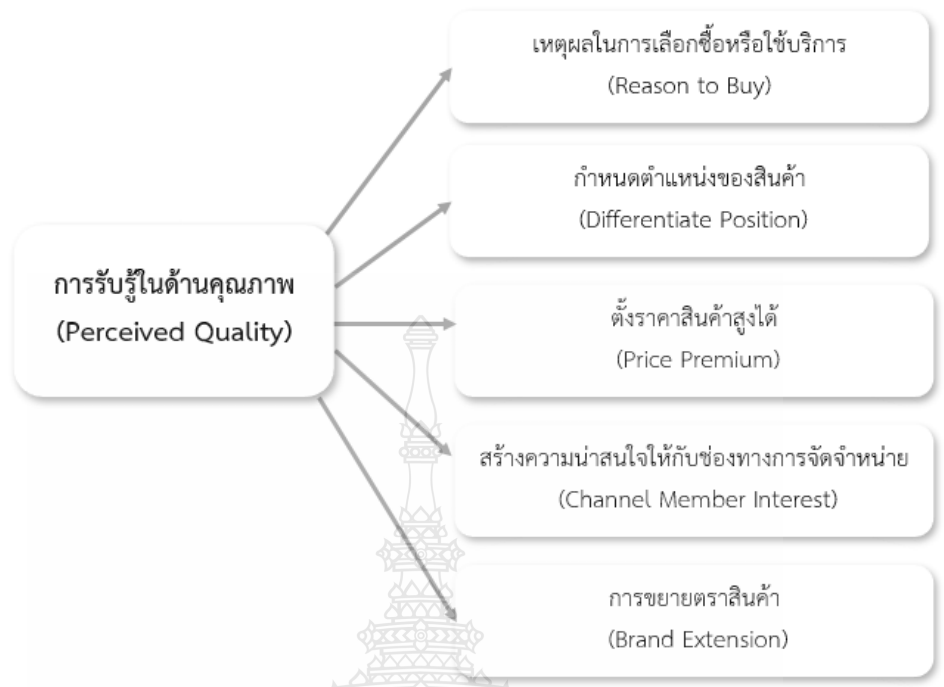 เหตุผลในการเลือกซื้อหรือใช้บริการ
(Reason to Buy)
กำหนดตำแหน่งของสินค้า
(Differentiate Position)
การรับรู้ในด้านคุณภาพ
(Perceived Quality)
ตั้งราคาสินค้าสูงได้
(Price Premium)
สร้างความน่าสนใจให้กับช่องทางการจัดจำหน่าย
(Channel Member Interest)
การขยายตราสินค้า
(Brand Extension)